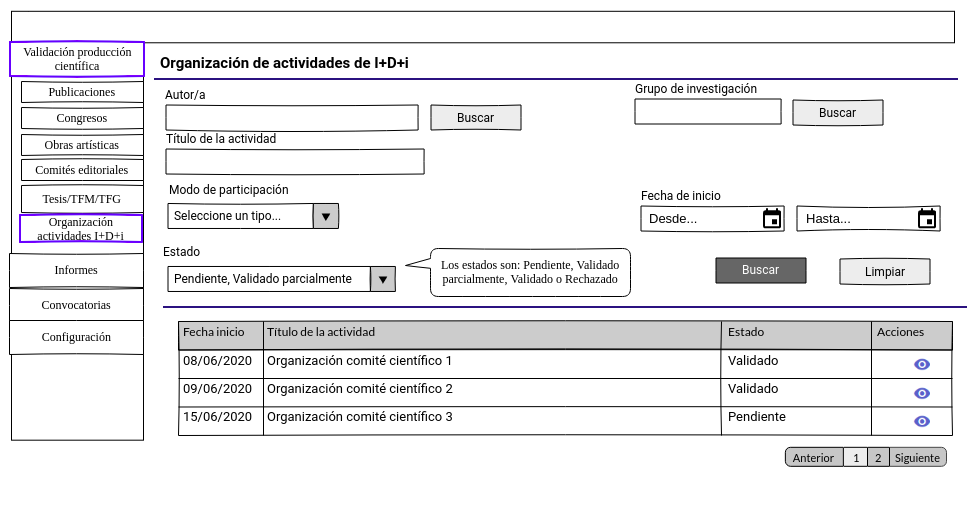 Validación producción
científica
Publicaciones
Congresos
Obras artísticas
Comités editoriales
Tesis/TFM/TFG
Organización
actividades I+D+i
Informes
Convocatorias
Configuración
Organización de actividades de I+D+i
Autor/a
Buscar
Grupo de investigación
Buscar
Título de la actividad
Modo de participación
Seleccione un tipo...
Fecha de inicio
Desde...
Hasta...
Estado
Pendiente, Validado parcialmente
Los estados son: Pendiente, Validado
parcialmente, Validado o Rechazado
Buscar
Limpiar
Fecha inicio Título de la actividad Estado Acciones
08/06/2020 Organización comité científico 1 Validado
09/06/2020 Organización comité científico 2 Validado
15/06/2020 Organización comité científico 3 Pendiente
Anterior 1 2 Siguiente